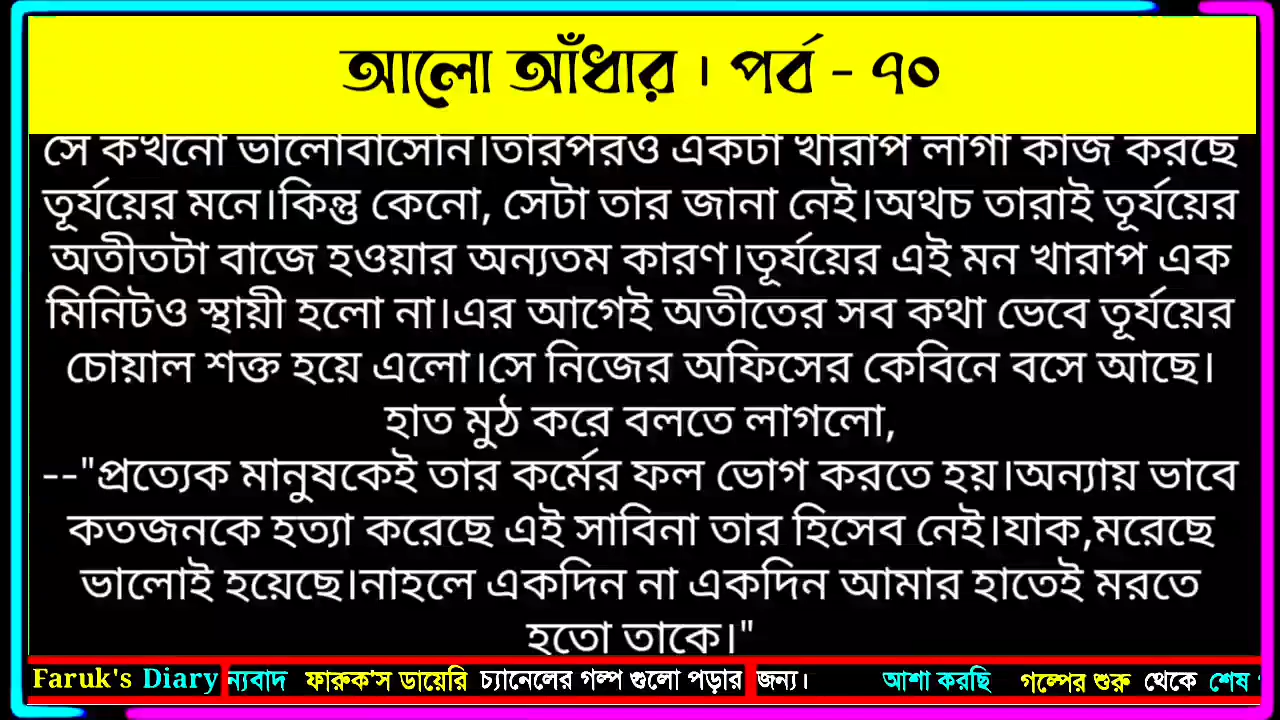 আলো আঁধার । পর্ব - ৭০
সে কখনো ভালোবাসেনি।তারপরও একটা খারাপ লাগা কাজ করছে
তূর্যয়ের মনে।কিন্তু কেনো, সেটা তার জানা নেই।অথচ তারাই তূর্যয়ের
অতীতটা বাজে হওয়ার অন্যতম কারণ।তূর্যয়ের এই মন খারাপ এক
মিনিটও স্থায়ী হলো না।এর আগেই অতীতের সব কথা ভেবে তূর্যয়ের
চোয়াল শক্ত হয়ে এলো।সে নিজের অফিসের কেবিনে বসে আছে।
হাত মুঠ করে বলতে লাগলো,
--"প্রত্যেক মানুষকেই তার কর্মের ফল ভোগ করতে হয়।অন্যায় ভাবে
কতজনকে হত্যা করেছে এই সাবিনা তার হিসেব নেই।যাক,মরেছে
ভালোই হয়েছে।নাহলে একদিন না একদিন আমার হাতেই মরতে
হতো তাকে।"
Faruk's Diary ন্যবাদ ফারুক'স ডায়েরি চ্যানেলের গল্প গুলো পড়ার জন্য। আশা করছি গল্পের শুরু থেকে শেষ